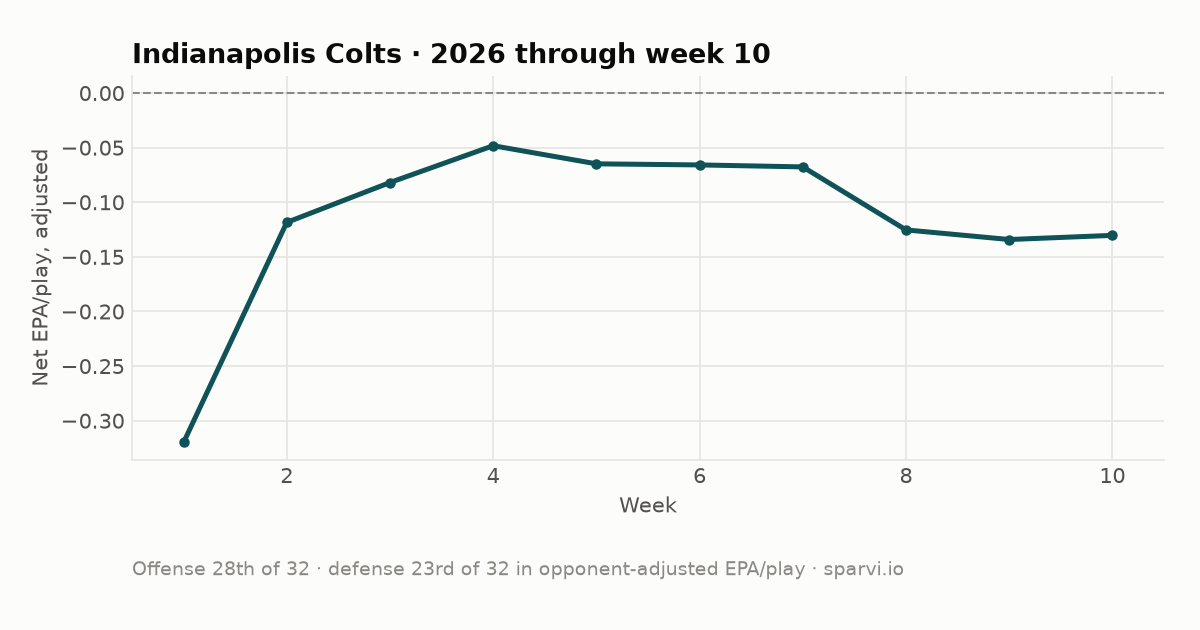 Indianapolis Colts · 2026 through week 10
0.00
−0.05
−0.10
−0.15
−0.20
−0.25
−0.30
Net EPA/play, adjusted
2 4 6 8 10
Week
Offense 28th of 32 · defense 23rd of 32 in opponent-adjusted EPA/play · sparvi.io